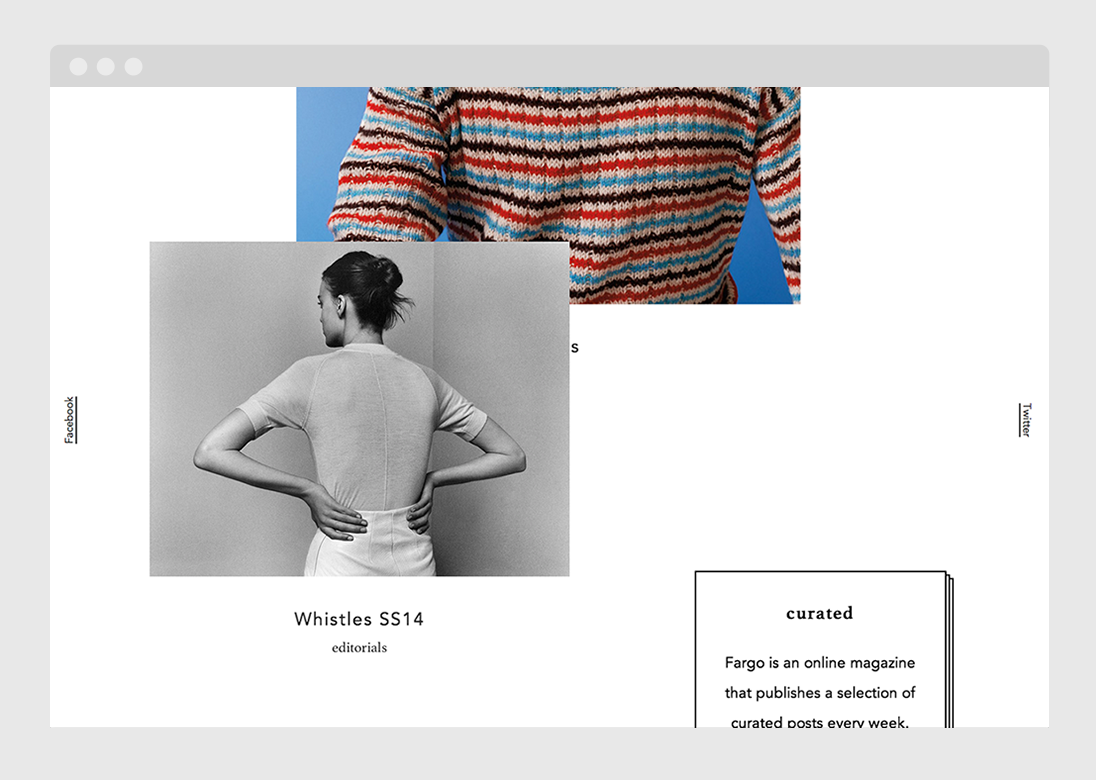 s
Facebook
Twitter
Whistles SS14
editorials
curated
Fargo is an online magazine
that publishes a selection of
curated posts every week.